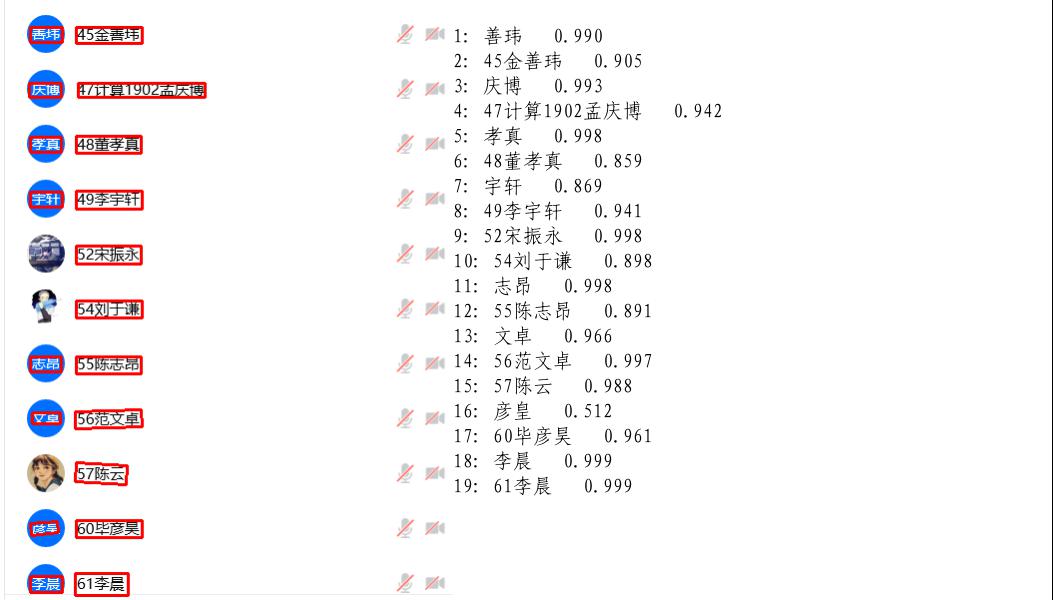 善玮 45金善玮
庆博 47计算1902孟庆博
孝真 48董孝真
宇轩 49李宇轩
52宋振永
54刘于谦
志昂 55陈志昂
文卓 56范文卓
57陈云
彦昊 60毕彦昊
李晨 61李晨
1: 善玮 0.990
2: 45金善玮 0.905
3: 庆博 0.993
4: 47计算1902孟庆博 0.942
5: 孝真 0.998
6: 48董孝真 0.859
7: 宇轩 0.869
8: 49李宇轩 0.941
9: 52宋振永 0.998
10: 54刘于谦 0.898
11: 志昂 0.998
12: 55陈志昂 0.891
13: 文卓 0.966
14: 56范文卓 0.997
15: 57陈云 0.988
16: 彦皇 0.512
17: 60毕彦昊 0.961
18: 李晨 0.999
19: 61李晨 0.999